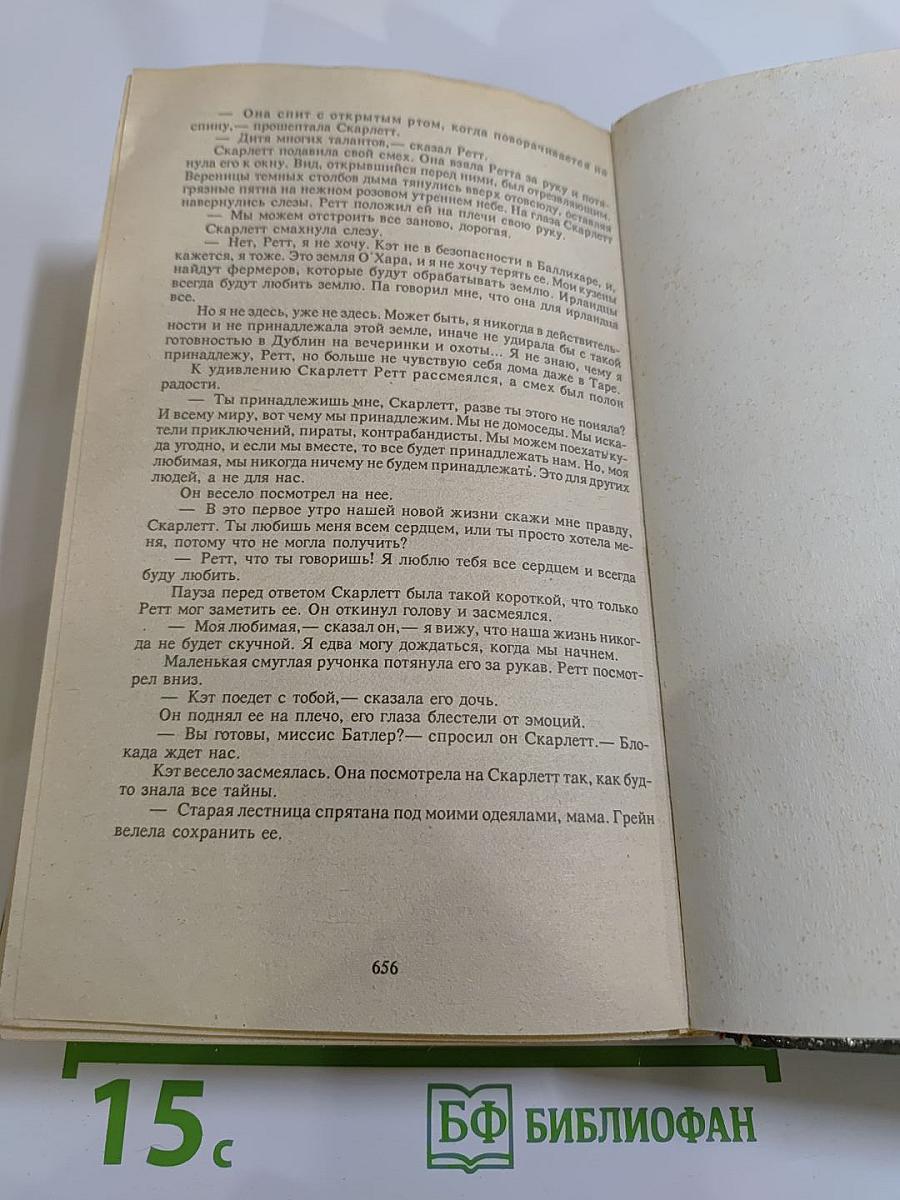 — Она спит с открытым ртом, когда поворачивается на
спину,— прошептала Скарлетт.
— Дитя многих талантов,— сказал Ретт.
Скарлетт подавила свой смех. Она взяла Ретта за руку и потя-
нула его к окну. Вид, открывшийся перед ними, был отрезвляющим.
Вереницы темных столбов дыма тянулись вверх отовсюду, оставляя
грязные пятна на нежном розовом утреннем небе. На глаза Скарлетт
навернулись слезы. Ретт положил ей на плечи свою руку.
— Мы можем отстроить все заново, дорогая.
Скарлетт смахнула слезу.
— Нет, Ретт, я не хочу. Кэт не в безопасности в Баллихаре, и,
кажется, я тоже. Это земля О'Хара, и я не хочу терять ее. Мои кузены
найдут фермеров, которые будут обрабатывать землю. Ирландцы
всегда будут любить землю. Па говорил мне, что она для ирландца
все.
Но я не здесь, уже не здесь. Может быть, я никогда в действитель-
ности и не принадлежала этой земле, иначе не удирала бы с такой
готовностью в Дублин на вечеринки и охоты... Я не знаю, чему я
принадлежу, Ретт, но больше не чувствую себя дома даже в Таре.
К удивлению Скарлетт Ретт рассмеялся, а смех был полон
радости.
— Ты принадлежишь мне, Скарлетт, разве ты этого не поняла?
И всему миру, вот чему мы принадлежим. Мы не домоседы. Мы иска-
тели приключений, пираты, контрабандисты. Мы можем поехать ку-
да угодно, и если мы вместе, то все будет принадлежать нам. Но, моя
любимая, мы никогда ничему не будем принадлежать. Это для других
людей, а не для нас.
Он весело посмотрел на нее.
— В это первое утро нашей новой жизни скажи мне правду,
Скарлетт. Ты любишь меня всем сердцем, или ты просто хотела ме-
ня, потому что не могла получить?
— Ретт, что ты говоришь! Я люблю тебя все сердцем и всегда
буду любить.
Пауза перед ответом Скарлетт была такой короткой, что только
Ретт мог заметить ее. Он откинул голову и засмеялся.
— Моя любимая,— сказал он,— я вижу, что наша жизнь никог-
да не будет скучной. Я едва могу дождаться, когда мы начнем.
Маленькая смуглая ручонка потянула его за рукав. Ретт посмот-
рел вниз.
— Кэт поедет с тобой,— сказала его дочь.
Он поднял ее на плечо, его глаза блестели от эмоций.
— Вы готовы, миссис Батлер?— спросил он Скарлетт.— Бло-
када ждет нас.
Кэт весело засмеялась. Она посмотрела на Скарлетт так, как буд-
то знала все тайны.
— Старая лестница спрятана под моими одеялами, мама. Грейн
велела сохранить ее.
656
15 с
БФ БИБЛИОФАН